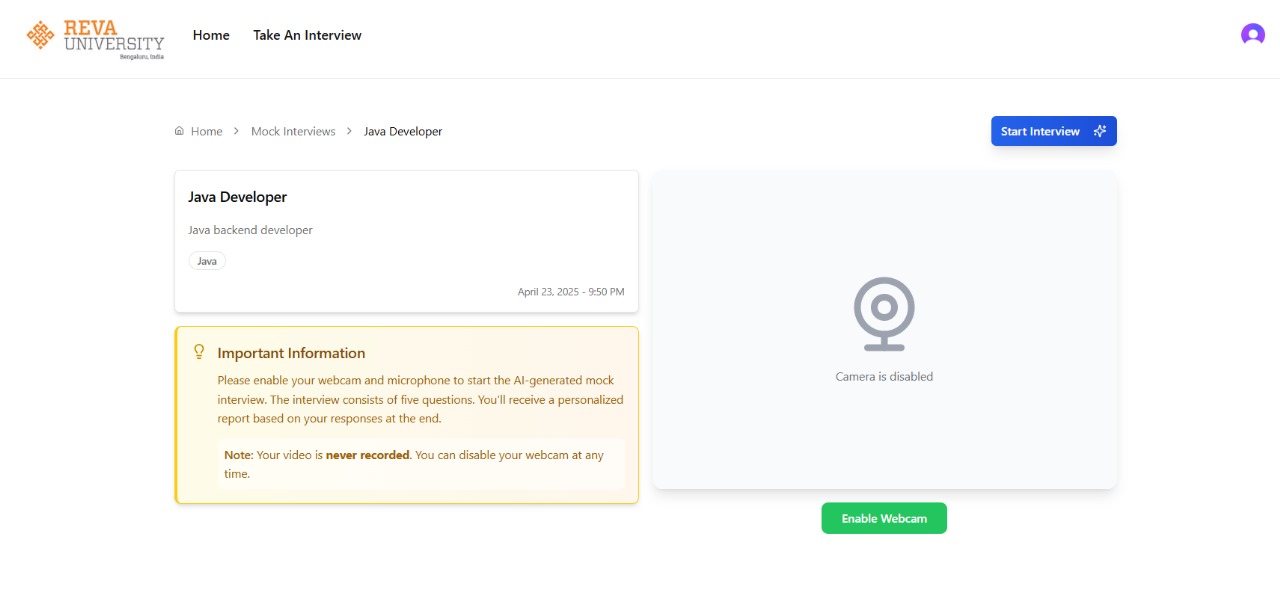 REVA
UNIVERSITY
Bengaluru, India
Home
Take An Interview
Home > Mock Interviews > Java Developer
Start Interview
Java Developer
Java backend developer
Java
April 23, 2025 - 9:50 PM
Important Information
Please enable your webcam and microphone to start the AI-generated mock
interview. The interview consists of five questions. You'll receive a personalized
report based on your responses at the end.
Note: Your video is never recorded. You can disable your webcam at any
time.
Camera is disabled
Enable Webcam